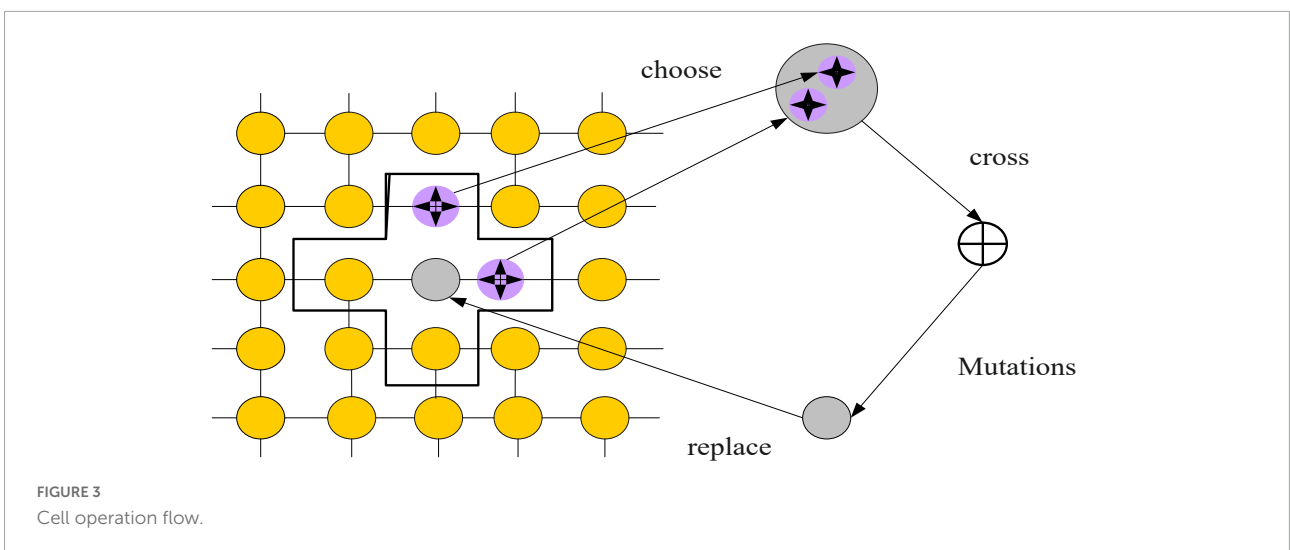 choose
cross
Mutations
replace
FIGURE 3
Cell operation flow.